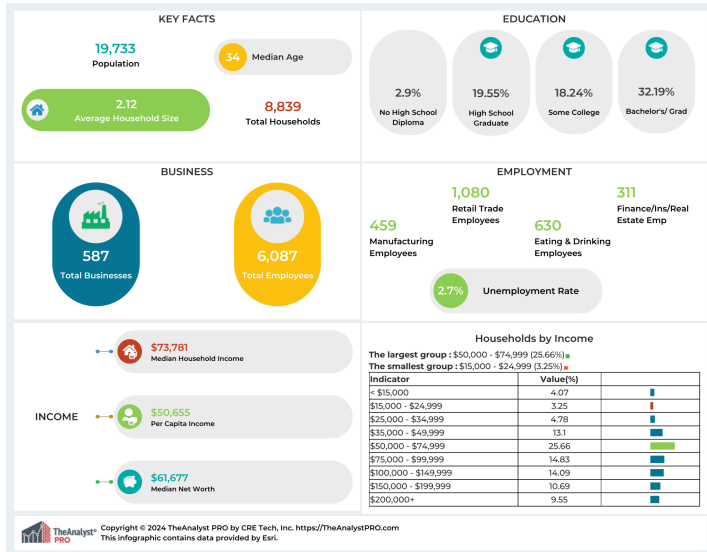 KEY FACTS
19,733
Population
34
Median Age
2.12
Average Household Size
8,839
Total Households
EDUCATION
2.9%
No High School
Diploma
19.55%
High School
Graduate
18.24%
Some College
32.19%
Bachelor's/ Grad
BUSINESS
587
Total Businesses
6,087
Total Employees
EMPLOYMENT
459
Manufacturing
Employees
1,080
Retail Trade
Employees
630
Eating & Drinking
Employees
311
Finance/Ins/Real
Estate Emp
2.7%
Unemployment Rate
INCOME
$73,781
Median Household Income
$50,655
Per Capita Income
$61,677
Median Net Worth
Households by Income
The largest group : $50,000 - $74,999 (25.66%)
The smallest group : $15,000 - $24,999 (3.25%)
Indicator Value(%)
< $15,000 4.07
$15,000 - $24,999 3.25
$25,000 - $34,999 4.78
$35,000 - $49,999 13.1
$50,000 - $74,999 25.66
$75,000 - $99,999 14.83
$100,000 - $149,999 14.09
$150,000 - $199,999 10.69
$200,000+ 9.55
TheAnalyst®
PRO
Copyright © 2024 TheAnalyst PRO by CRE Tech, Inc. https://TheAnalystPRO.com
This infographic contains data provided by Esri.